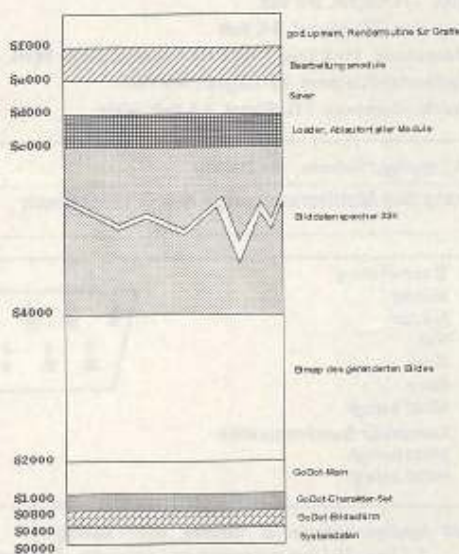 god.upmem, Renderroutine für Grafik
$f000
Bearbeitungsmodule
$e000
Saver
$d000
Loader, Ablaufort aller Module
$c000
Bilddatenspeicher 32K
$4000
Bitmap des gerenderten Bildes
$2000
GoDot-Main
$1000
GoDot-Charakter-Set
$0800
GoDot-Bildschirm
$0400
Systemdaten
$0000